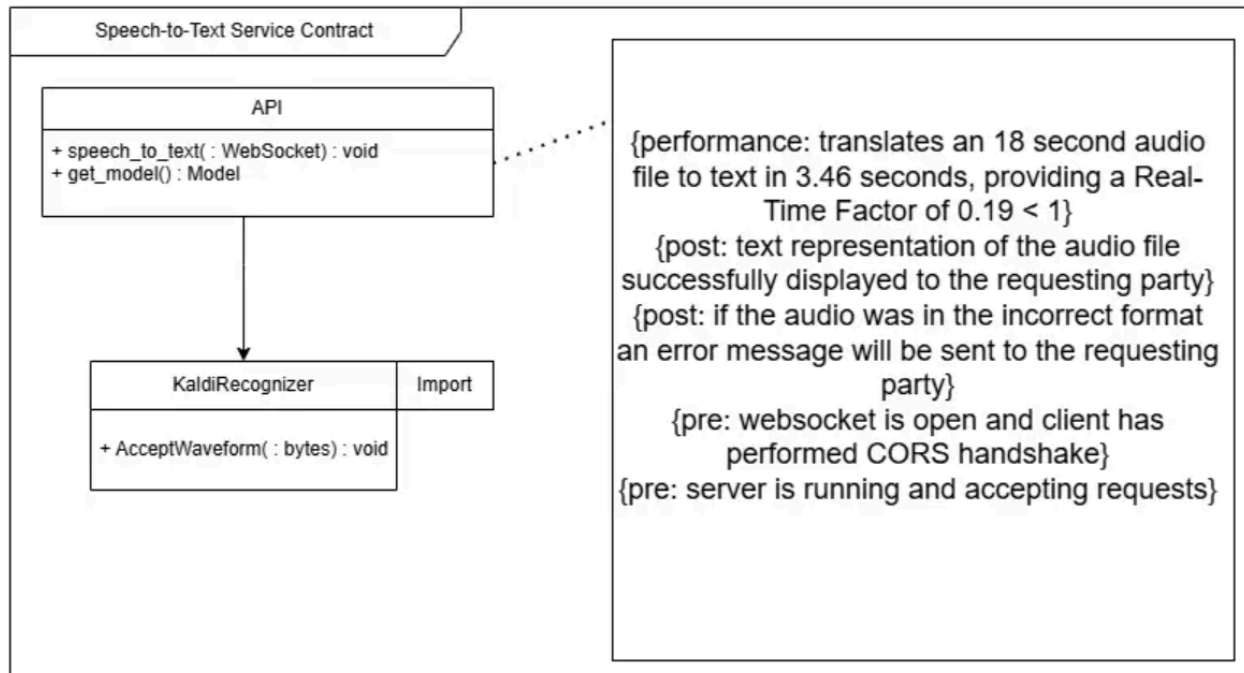 Speech-to-Text Service Contract
API
+ speech_to_text( : WebSocket) : void
+ get_model() : Model
KaldiRecognizer
Import
+ AcceptWaveform( : bytes) : void
{performance: translates an 18 second audio
file to text in 3.46 seconds, providing a Real-
Time Factor of 0.19 < 1}
{post: text representation of the audio file
successfully displayed to the requesting party}
{post: if the audio was in the incorrect format
an error message will be sent to the requesting
party}
{pre: websocket is open and client has
performed CORS handshake}
{pre: server is running and accepting requests}